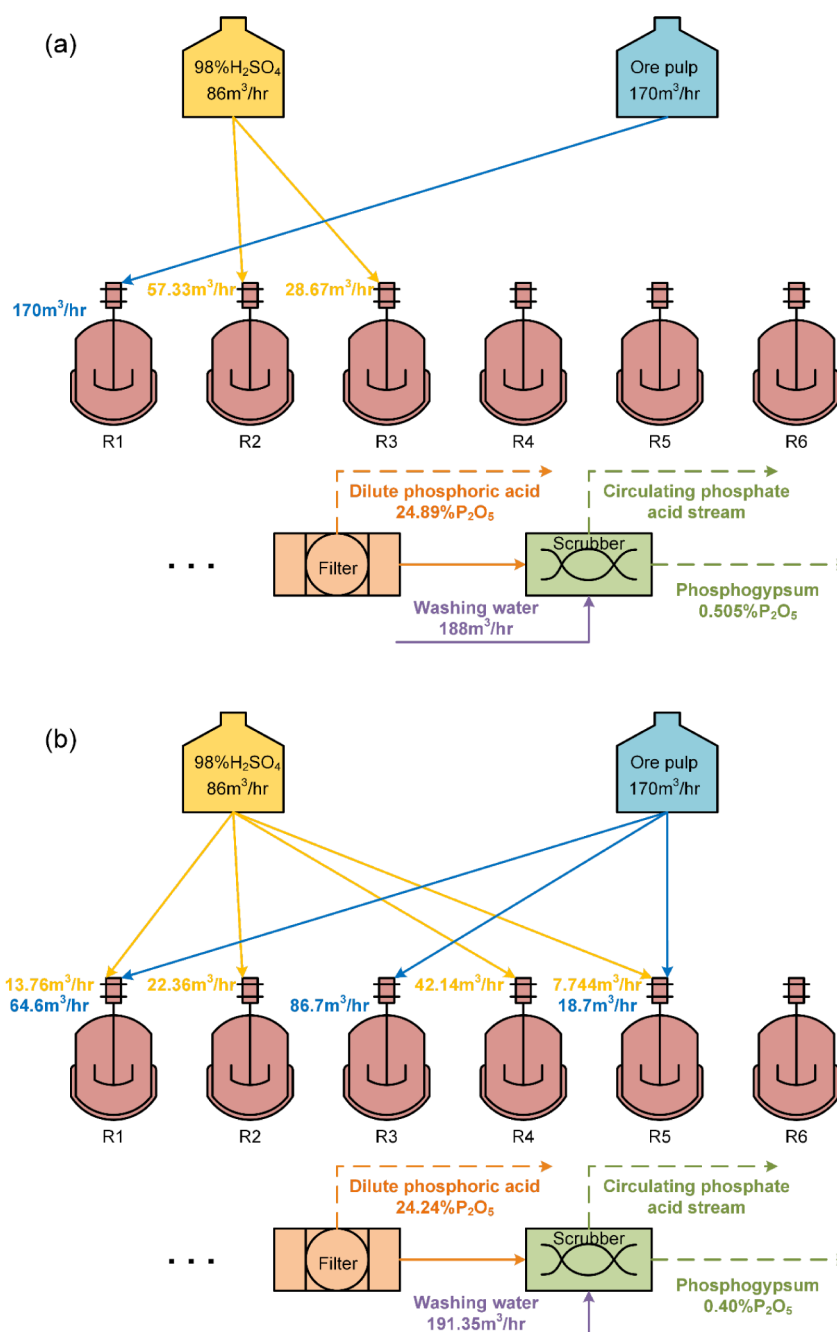 (a)
98%H₂SO₄
86m³/hr
Ore pulp
170m³/hr
170m³/hr
57.33m³/hr
28.67m³/hr
R1 R2 R3 R4 R5 R6
Dilute phosphoric acid
24.89%P₂O₅
Circulating phosphate
acid stream
. . .
Filter
Scrubber
Washing water
188m³/hr
Phosphogypsum
0.505%P₂O₅
(b)
98%H₂SO₄
86m³/hr
Ore pulp
170m³/hr
13.76m³/hr
64.6m³/hr
22.36m³/hr
86.7m³/hr
42.14m³/hr
7.744m³/hr
18.7m³/hr
R1 R2 R3 R4 R5 R6
Dilute phosphoric acid
24.24%P₂O₅
Circulating phosphate
acid stream
. . .
Filter
Scrubber
Washing water
191.35m³/hr
Phosphogypsum
0.40%P₂O₅